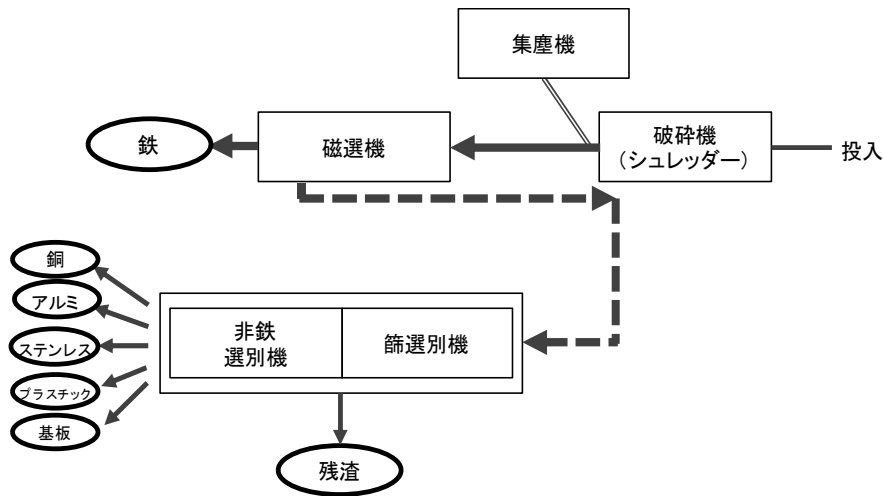 集塵機
破砕機
(シュレッダー)
投入
磁選機
鉄
銅
アルミ
ステンレス
プラスチック
基板
非鉄
選別機
篩選別機
残渣